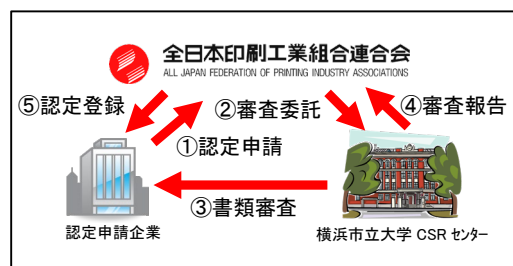 全日本印刷工業組合連合会
ALL JAPAN FEDERATION OF PRINTING INDUSTRY ASSOCIATIONS
⑤認定登録
②審査委託
④審査報告
①認定申請
③書類審査
認定申請企業
横浜市立大学 CSR センター